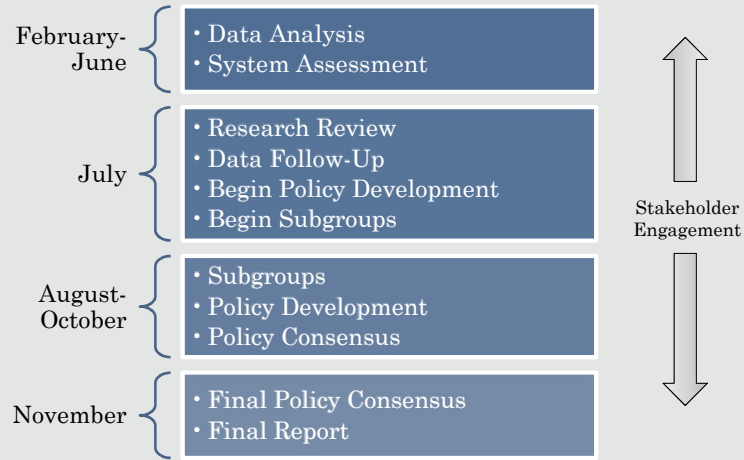 February-
June
• Data Analysis
• System Assessment
July
• Research Review
• Data Follow-Up
• Begin Policy Development
• Begin Subgroups
August-
October
• Subgroups
• Policy Development
• Policy Consensus
November
• Final Policy Consensus
• Final Report
Stakeholder
Engagement